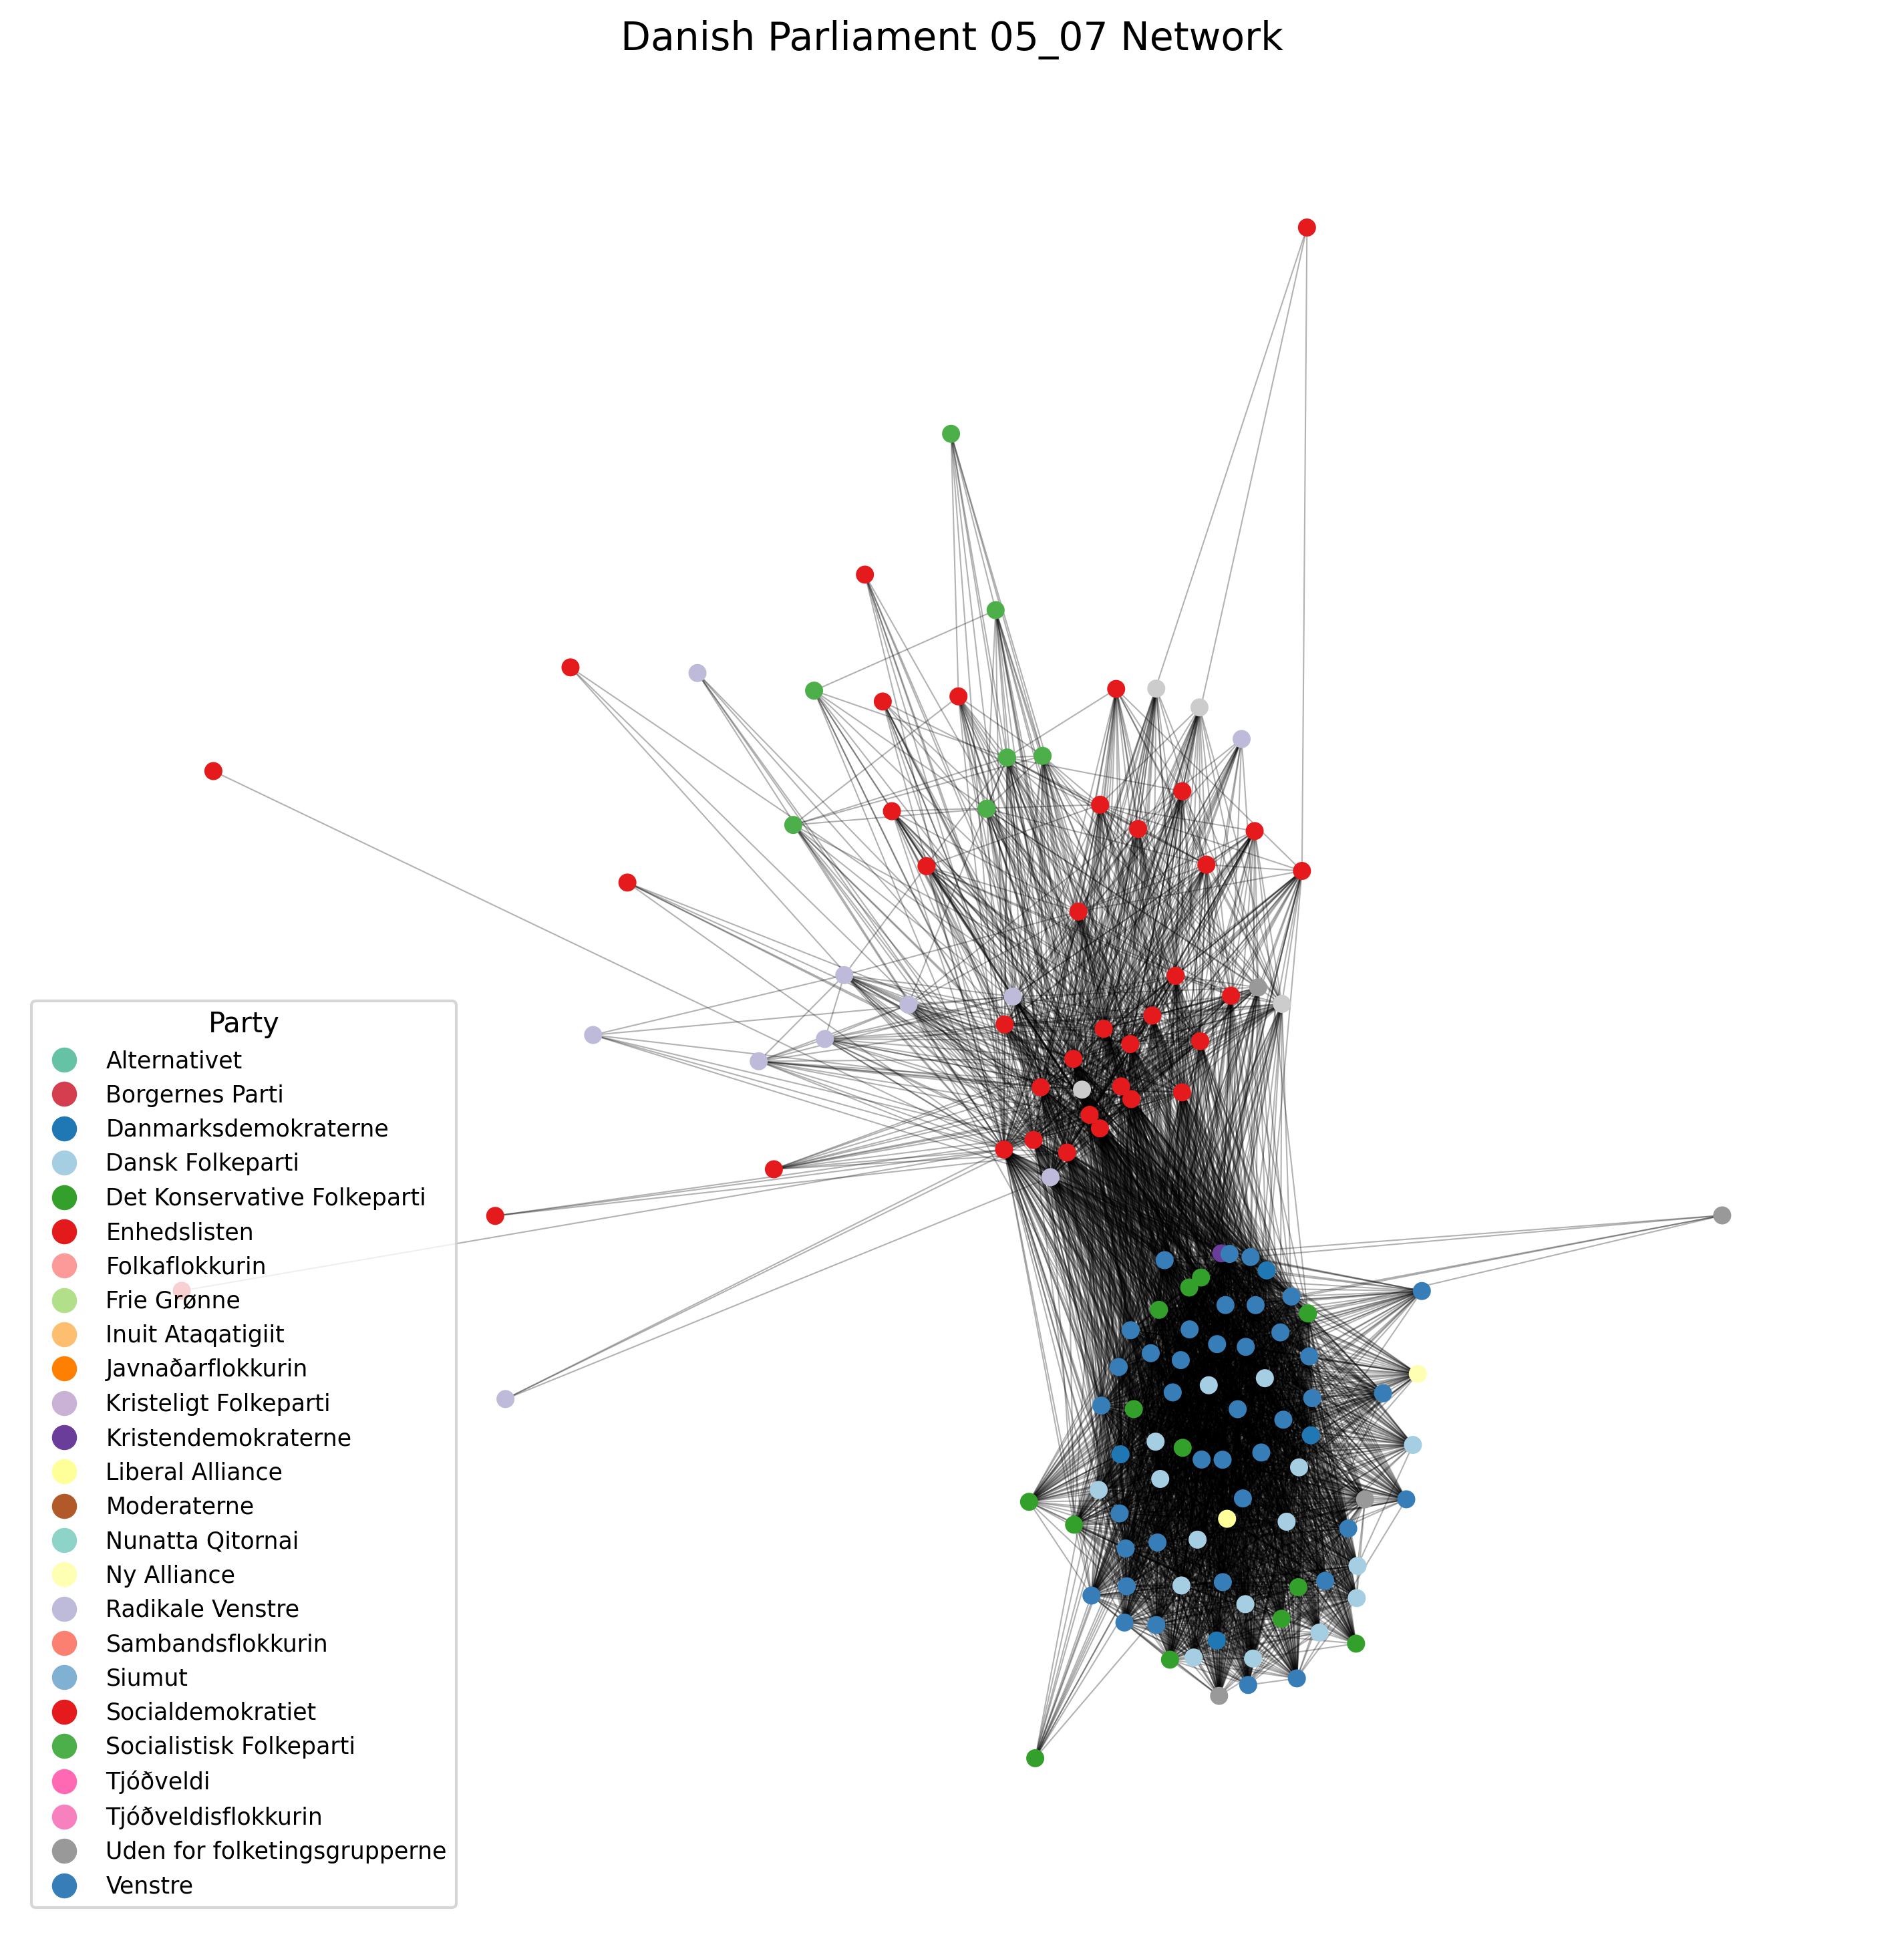 Danish Parliament 05_07 Network
Party
Alternativet
Borgernes Parti
Danmarksdemokraterne
Dansk Folkeparti
Det Konservative Folkeparti
Enhedslisten
Folkaflokkurin
Frie Grønne
Inuit Ataqatigiit
Javnaðarflokkurin
Kristeligt Folkeparti
Kristendemokraterne
Liberal Alliance
Moderaterne
Nunatta Qitornai
Ny Alliance
Radikale Venstre
Sambandsflokkurin
Siumut
Socialdemokratiet
Socialistisk Folkeparti
Tjóðveldi
Tjóðveldisflokkurin
Uden for folketingsgrupperne
Venstre